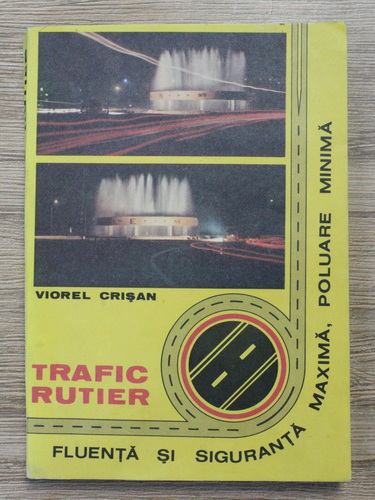 VIOREL CRIȘAN
TRAFIC
RUTIER
FLUENȚĂ ȘI SIGURANȚĂ MAXIMĂ, POLUARE MINIMĂ